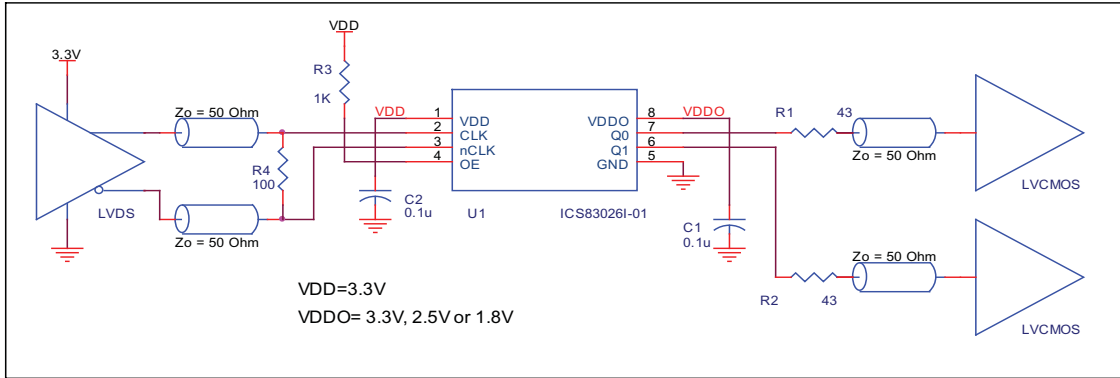 VDD
3.3V
R3
1K
Zo = 50 Ohm
VDD
1
VDD
2
CLK
3
nCLK
4
OE
VDDO
8
VDDO
Q0
7
Q1
6
GND
5
R1
43
Zo = 50 Ohm
LVCMOS
R4
100
LVDS
Zo = 50 Ohm
C2
0.1u
U1
ICS83026I-01
C1
0.1u
Zo = 50 Ohm
R2
43
LVCMOS
VDD=3.3V
VDDO= 3.3V, 2.5V or 1.8V